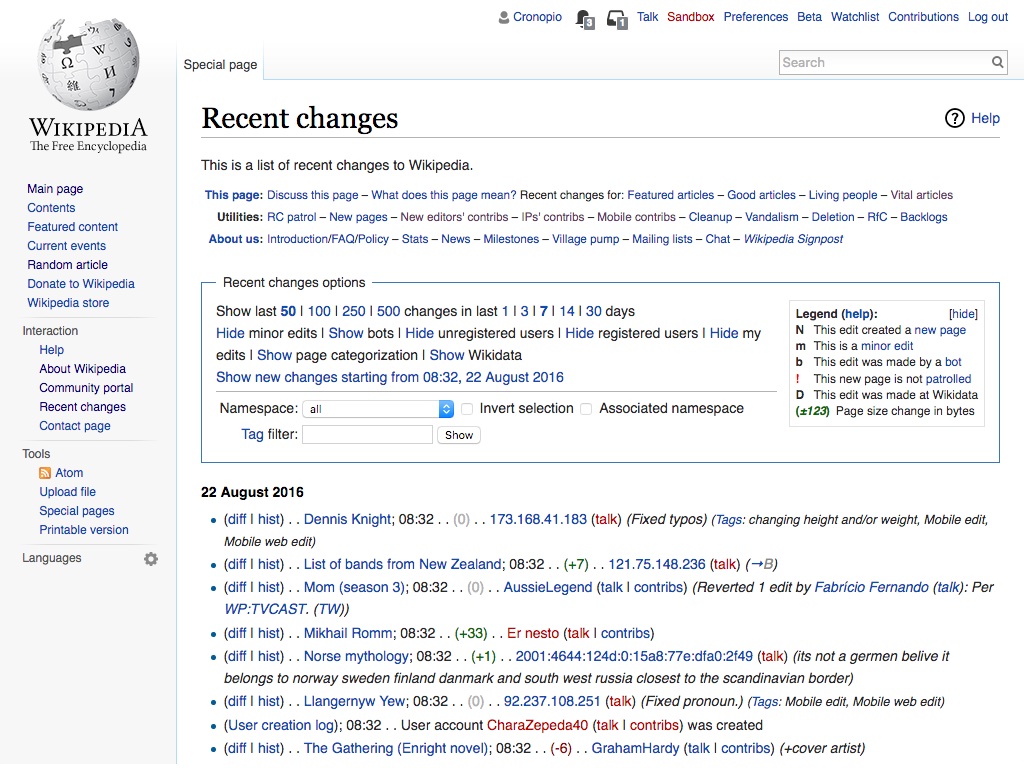 Cronopio 3 1 Talk Sandbox Preferences Beta Watchlist Contributions Log out
Special page
Search
Ω W И 維 7
WIKIPEDIA
The Free Encyclopedia
Main page
Contents
Featured content
Current events
Random article
Donate to Wikipedia
Wikipedia store
Interaction
Help
About Wikipedia
Community portal
Recent changes
Contact page
Tools
Atom
Upload file
Special pages
Printable version
Languages
Recent changes
? Help
This is a list of recent changes to Wikipedia.
This page: Discuss this page – What does this page mean? Recent changes for: Featured articles – Good articles – Living people – Vital articles
Utilities: RC patrol – New pages – New editors' contribs – IPs' contribs – Mobile contribs – Cleanup – Vandalism – Deletion – RfC – Backlogs
About us: Introduction/FAQ/Policy – Stats – News – Milestones – Village pump – Mailing lists – Chat – Wikipedia Signpost
Recent changes options
Show last 50 | 100 | 250 | 500 changes in last 1 | 3 | 7 | 14 | 30 days
Hide minor edits | Show bots | Hide unregistered users | Hide registered users | Hide my
edits | Show page categorization | Show Wikidata
Show new changes starting from 08:32, 22 August 2016
Namespace: all Invert selection Associated namespace
Tag filter: Show
Legend (help): [hide]
N This edit created a new page
m This is a minor edit
b This edit was made by a bot
! This new page is not patrolled
D This edit was made at Wikidata
(±123) Page size change in bytes
22 August 2016
• (diff | hist) . . Dennis Knight; 08:32 . . (0) . . 173.168.41.183 (talk) (Fixed typos) (Tags: changing height and/or weight, Mobile edit,
Mobile web edit)
• (diff | hist) . . List of bands from New Zealand; 08:32 . . (+7) . . 121.75.148.236 (talk) (→B)
• (diff | hist) . . Mom (season 3); 08:32 . . (0) . . AussieLegend (talk | contribs) (Reverted 1 edit by Fabrício Fernando (talk): Per
WP:TVCAST. (TW))
• (diff | hist) . . Mikhail Romm; 08:32 . . (+33) . . Er nesto (talk | contribs)
• (diff | hist) . . Norse mythology; 08:32 . . (+1) . . 2001:4644:124d:0:15a8:77e:dfa0:2f49 (talk) (its not a germen belive it
belongs to norway sweden finland danmark and south west russia closest to the scandinavian border)
• (diff | hist) . . Llangernyw Yew; 08:32 . . (0) . . 92.237.108.251 (talk) (Fixed pronoun.) (Tags: Mobile edit, Mobile web edit)
• (User creation log); 08:32 . . User account CharaZepeda40 (talk | contribs) was created
• (diff | hist) . . The Gathering (Enright novel); 08:32 . . (-6) . . GrahamHardy (talk | contribs) (+cover artist)